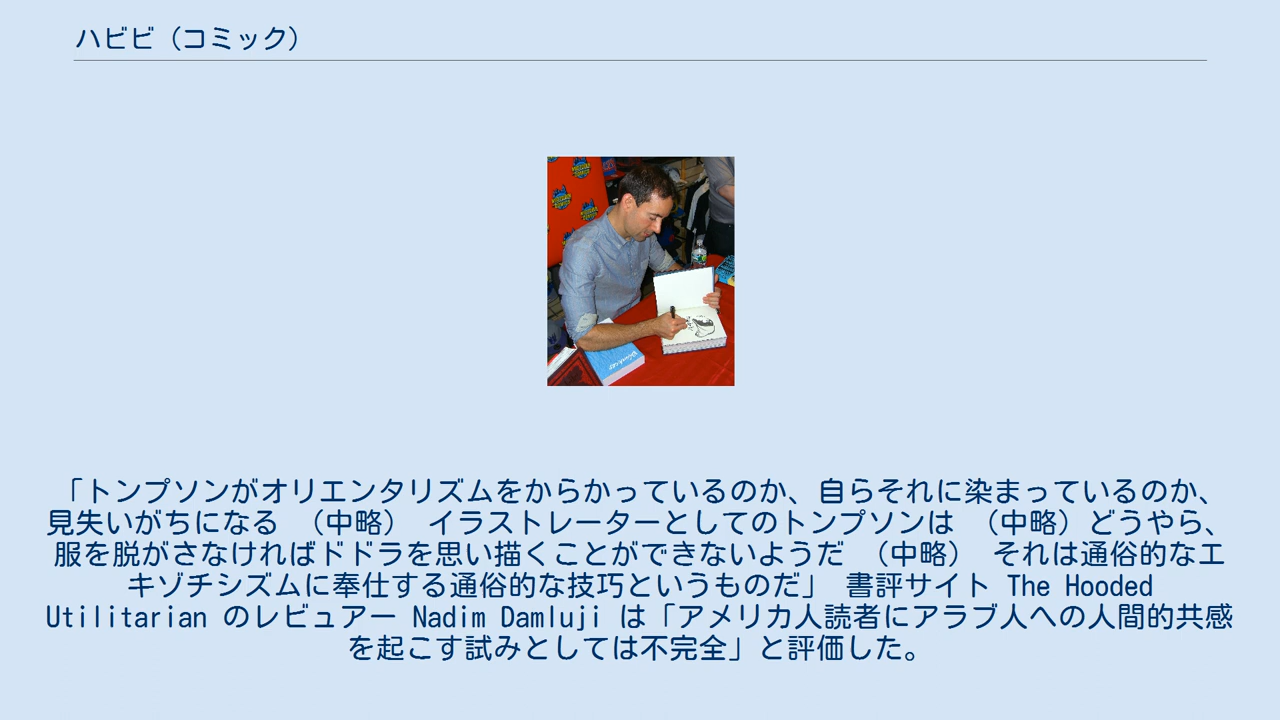 ハビビ（コミック）
「トンプソンがオリエンタリズムをからかっているのか、自らそれに染まっているのか、
見失いがちになる （中略） イラストレーターとしてのトンプソンは （中略）どうやら、
服を脱がさなければドドラを思い描くことができないようだ （中略） それは通俗的なエ
キゾチシズムに奉仕する通俗的な技巧というものだ」 書評サイト The Hooded
Utilitarian のレビュアー Nadim Damluji は「アメリカ人読者にアラブ人への人間的共感
を起こす試みとしては不完全」と評価した。